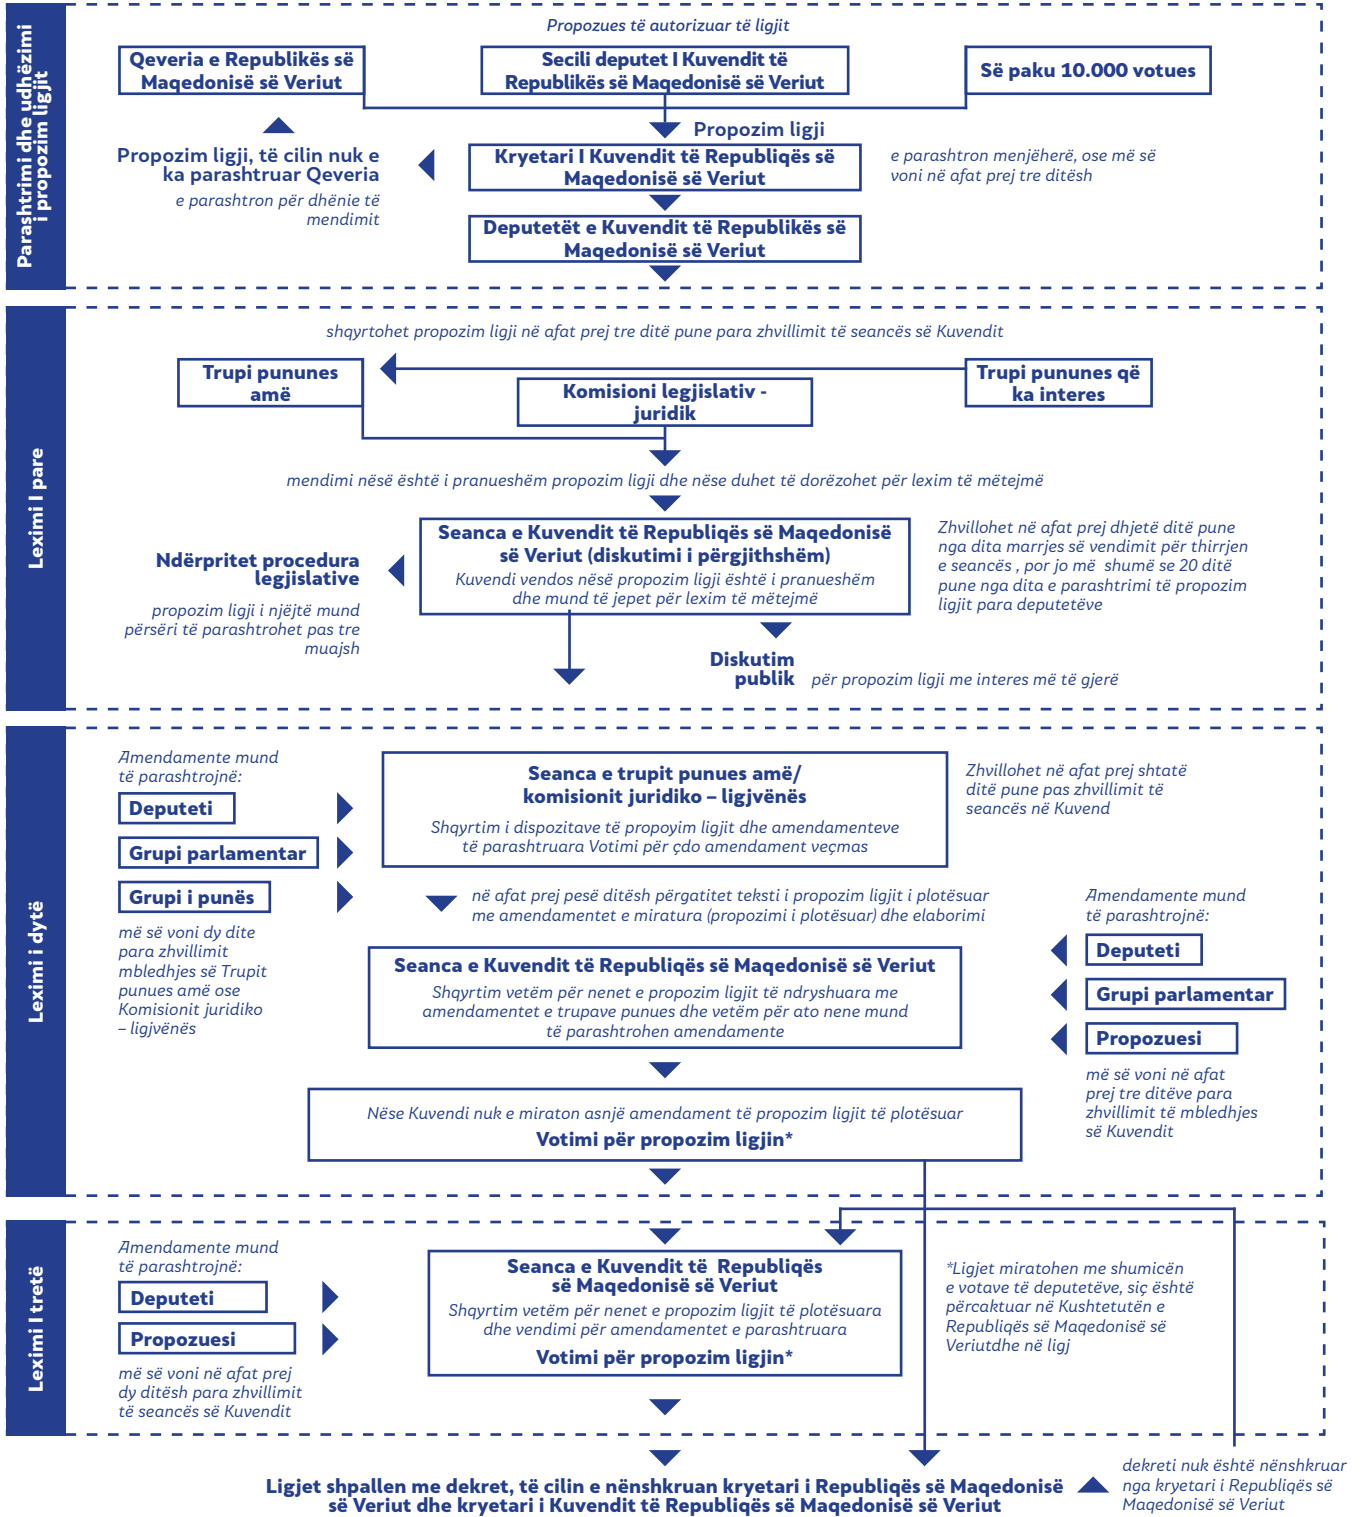 Parashtrimi dhe udhëzimi
i propozim ligjit
Propozues të autorizuar të ligjit
Qeveria e Republikës së
Maqedonisë së Veriut
Secili deputet I Kuvendit të
Republikës së Maqedonisë së Veriut
Së paku 10.000 votues
Propozim ligji
Propozim ligji, të cilin nuk e
ka parashtruar Qeveria
e parashtron për dhënie të
mendimit
Kryetari I Kuvendit të Republiqës së
Maqedonisë së Veriut
e parashtron menjëherë, ose më së
voni në afat prej tre ditësh
Deputetët e Kuvendit të Republikës së
Maqedonisë së Veriut
Leximi I pare
shqyrtohet propozim ligji në afat prej tre ditë pune para zhvillimit të seancës së Kuvendit
Trupi pununes
amë
Komisioni legjislativ -
juridik
Trupi pununes që
ka interes
mendimi nësë është i pranueshëm propozim ligji dhe nëse duhet të dorëzohet për lexim të mëtejmë
Seanca e Kuvendit të Republiqës së Maqedonisë
së Veriut (diskutimi i përgjithshëm)
Kuvendi vendos nësë propozim ligji është i pranueshëm
dhe mund të jepet për lexim të mëtejmë
Ndërpritet procedura
legjislative
propozim ligji i njëjtë mund
përsëri të parashtrohet pas tre
muajsh
Zhvillohet në afat prej dhjetë ditë pune
nga dita marrjes së vendimit për thirrjen
e seancës , por jo më  shumë se 20 ditë
pune nga dita e parashtrimi të propozim
ligjit para deputetëve
Diskutim
publik
për propozim ligji me interes më të gjerë
Leximi i dytë
Amendamente mund
të parashtrojnë:
Deputeti
Grupi parlamentar
Grupi i punës
më së voni dy dite
para zhvillimit
mbledhjes së Trupit
punues amë ose
Komisionit juridiko
– ligjvënës
Seanca e trupit punues amë/
komisionit juridiko – ligjvënës
Shqyrtim i dispozitave të propoyim ligjit dhe amendamenteve
të parashtruara Votimi për çdo amendament veçmas
Zhvillohet në afat prej shtatë
ditë pune pas zhvillimit të
seancës në Kuvend
në afat prej pesë ditësh përgatitet teksti i propozim ligjit i plotësuar
me amendamentet e miratura (propozimi i plotësuar) dhe elaborimi
Seanca e Kuvendit të Republiqës së Maqedonisë së Veriut
Shqyrtim vetëm për nenet e propozim ligjit të ndryshuara me
amendamentet e trupave punues dhe vetëm për ato nene mund
të parashtrohen amendamente
Amendamente mund
të parashtrojnë:
Deputeti
Grupi parlamentar
Propozuesi
më së voni në afat
prej tre ditëve para
zhvillimit të mbledhjes
së Kuvendit
Nëse Kuvendi nuk e miraton asnjë amendament të propozim ligjit të plotësuar
Votimi për propozim ligjin*
Leximi I tretë
Amendamente mund
të parashtrojnë:
Deputeti
Propozuesi
më së voni në afat prej
dy ditësh para zhvillimit
të seancës së Kuvendit
Seanca e Kuvendit të  Republiqës
së Maqedonisë së Veriut
Shqyrtim vetëm për nenet e propozim ligjit të plotësuara
dhe vendimi për amendamentet e parashtruara
Votimi për propozim ligjin*
*Ligjet miratohen me shumicën
e votave të deputetëve, siç është
përcaktuar në Kushtetutën e
Republiqës së Maqedonisë së
Veriutdhe në ligj
Ligjet shpallen me dekret, të cilin e nënshkruan kryetari i Republiqës së Maqedonisë
së Veriut dhe kryetari i Kuvendit të Republiqës së Maqedonisë së Veriut
dekreti nuk është nënshkruar
nga kryetari i Republiqës së
Maqedonisë së Veriut